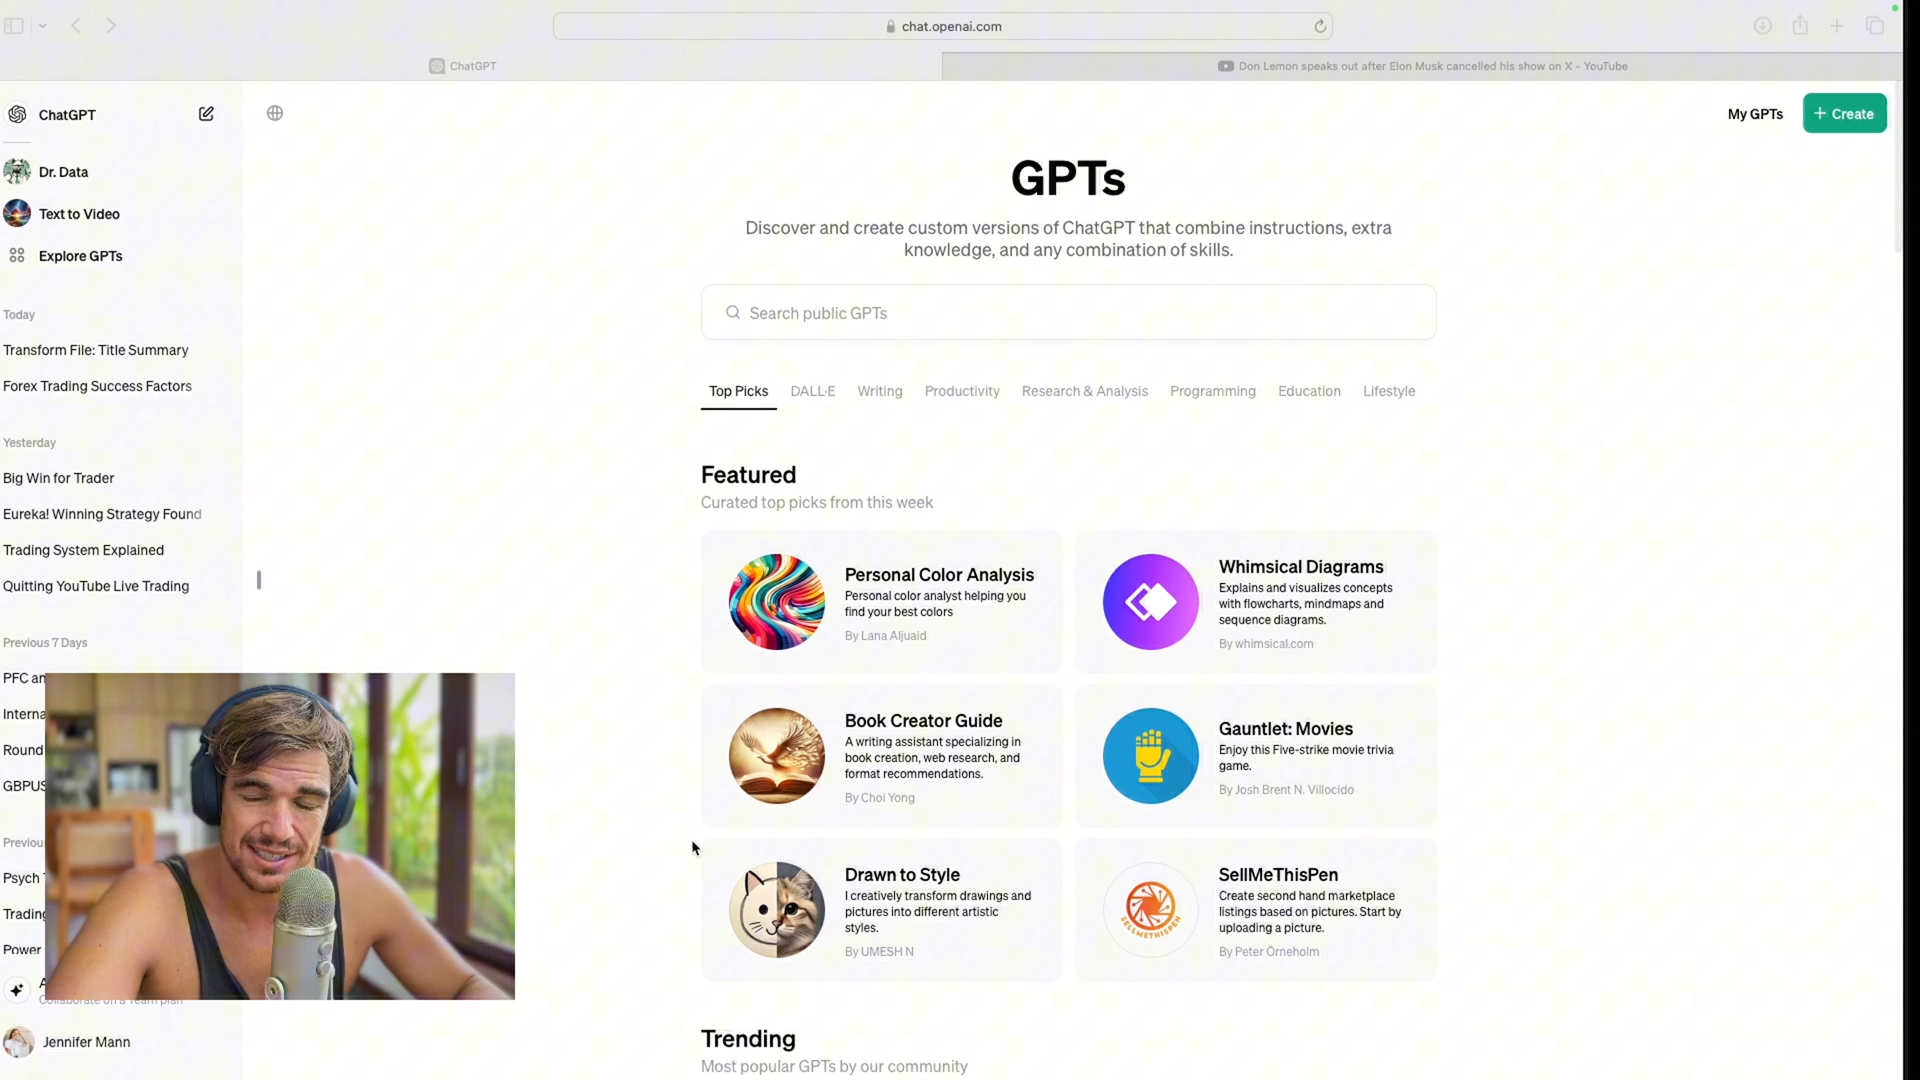 chat.openai.com
ChatGPT
Don Lemon speaks out after Elon Musk cancelled his show on X - YouTube
ChatGPT
Dr. Data
Text to Video
Explore GPTs
Today
Transform File: Title Summary
Forex Trading Success Factors
Yesterday
Big Win for Trader
Eureka! Winning Strategy Found
Trading System Explained
Quitting YouTube Live Trading
Previous 7 Days
PFC an
Interna
Round
GBPUS
Previou
Psych
Trading
Power
A
Collaborate on a Team plan
Jennifer Mann
My GPTs
+ Create
GPTs
Discover and create custom versions of ChatGPT that combine instructions, extra
knowledge, and any combination of skills.
Search public GPTs
Top Picks DALL·E Writing Productivity Research & Analysis Programming Education Lifestyle
Featured
Curated top picks from this week
Personal Color Analysis
Personal color analyst helping you
find your best colors
By Lana Aljuaid
Whimsical Diagrams
Explains and visualizes concepts
with flowcharts, mindmaps and
sequence diagrams.
By whimsical.com
Book Creator Guide
A writing assistant specializing in
book creation, web research, and
format recommendations.
By Choi Yong
Gauntlet: Movies
Enjoy this Five-strike movie trivia
game.
By Josh Brent N. Villocido
Drawn to Style
I creatively transform drawings and
pictures into different artistic
styles.
By UMESH N
SELLMETHISPEN
SellMeThisPen
Create second hand marketplace
listings based on pictures. Start by
uploading a picture.
By Peter Örneholm
Trending
Most popular GPTs by our community